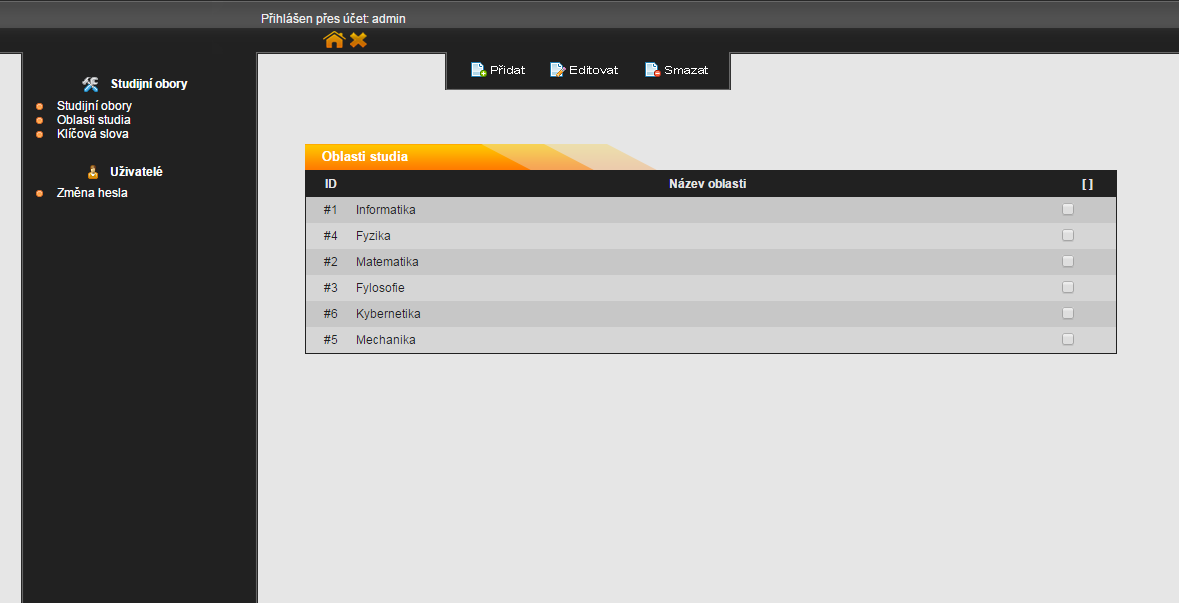 Přihlášen přes účet: admin
Přidat
Editovat
Smazat
Studijní obory
Studijní obory
Oblasti studia
Klíčová slova
Uživatelé
Změna hesla
Oblasti studia
ID Název oblasti [ ]
#1 Informatika
#4 Fyzika
#2 Matematika
#3 Fylosofie
#6 Kybernetika
#5 Mechanika